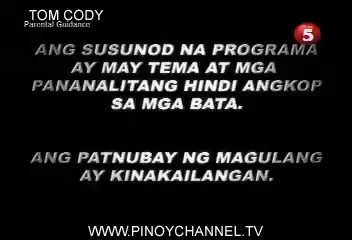 TOM CODY
Parental Guidance
5
ANG SUSUNOD NA PROGRAMA
AY MAY TEMA AT MGA
PANANALITANG HINDI ANGKOP
SA MGA BATA.
ANG PATNUBAY NG MAGULANG
AY KINAKAILANGAN.
WWW.PINOYCHANNEL.TV